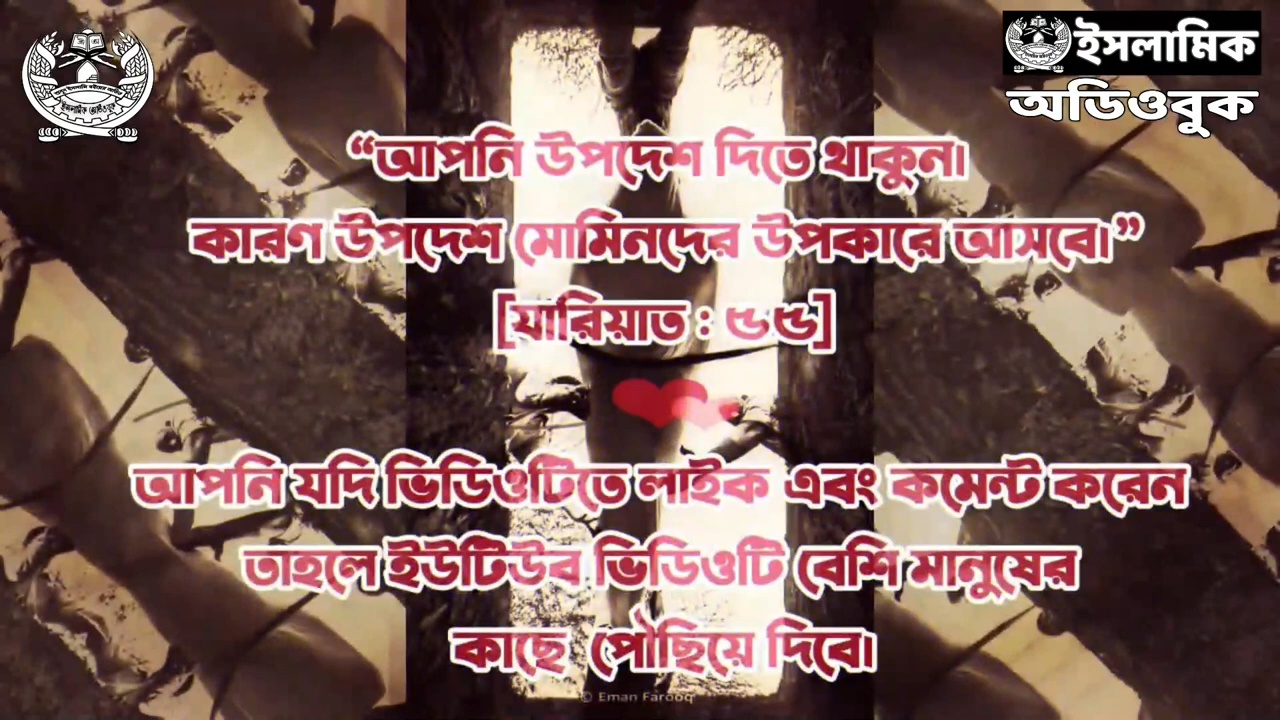 ইসলামিক
অডিওবুক
“আপনি উপদেশ দিতে থাকুন।
কারণ উপদেশ মোমিনদের উপকারে আসবে।”
[যারিয়াত : ৫৫]
আপনি যদি ভিডিওটিতে লাইক এবং কমেন্ট করেন
তাহলে ইউটিউব ভিডিওটি বেশি মানুষের
কাছে পৌছিয়ে দিবে।
© Eman Farooq